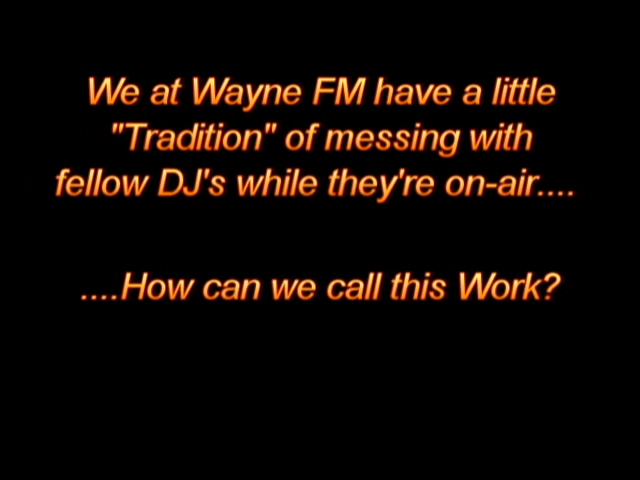 We at Wayne FM have a little
"Tradition" of messing with
fellow DJ's while they're on-air....
....How can we call this Work?